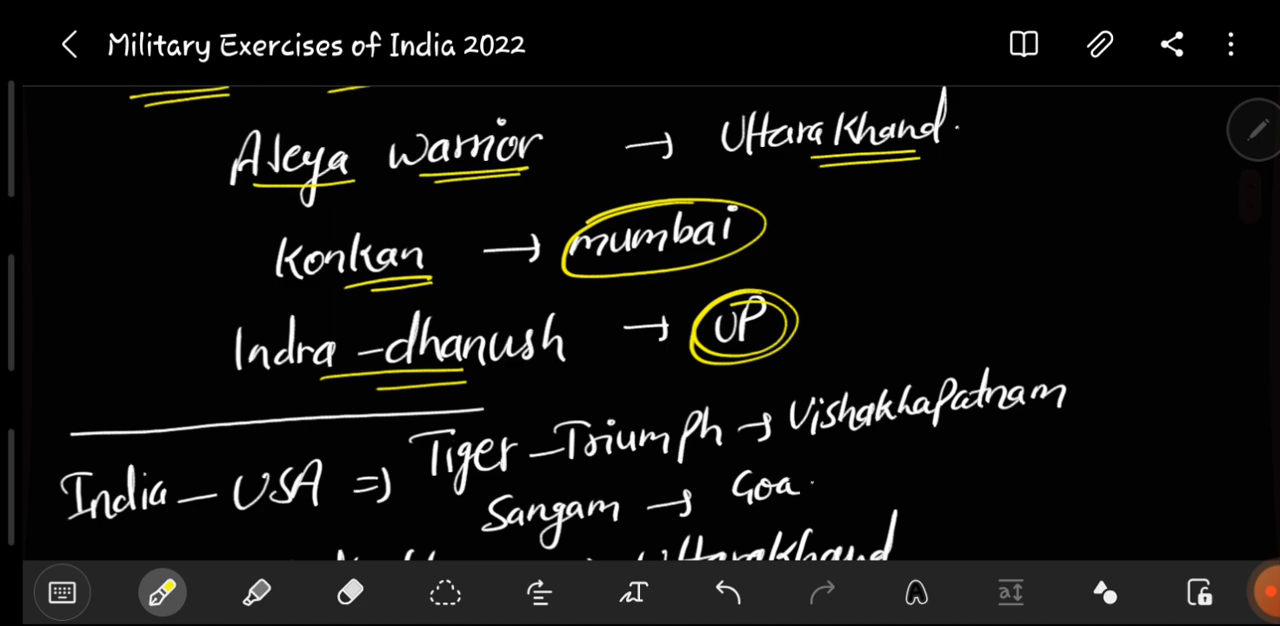 Military Exercises of India 2022
Ajeya Warrior → UttaraKhand.
Konkan → mumbai
Indra-dhanush → UP
India-USA ⇒ Tiger-Triumph → Vishakhapatnam
Sangam → Goa.
Uttarakhand